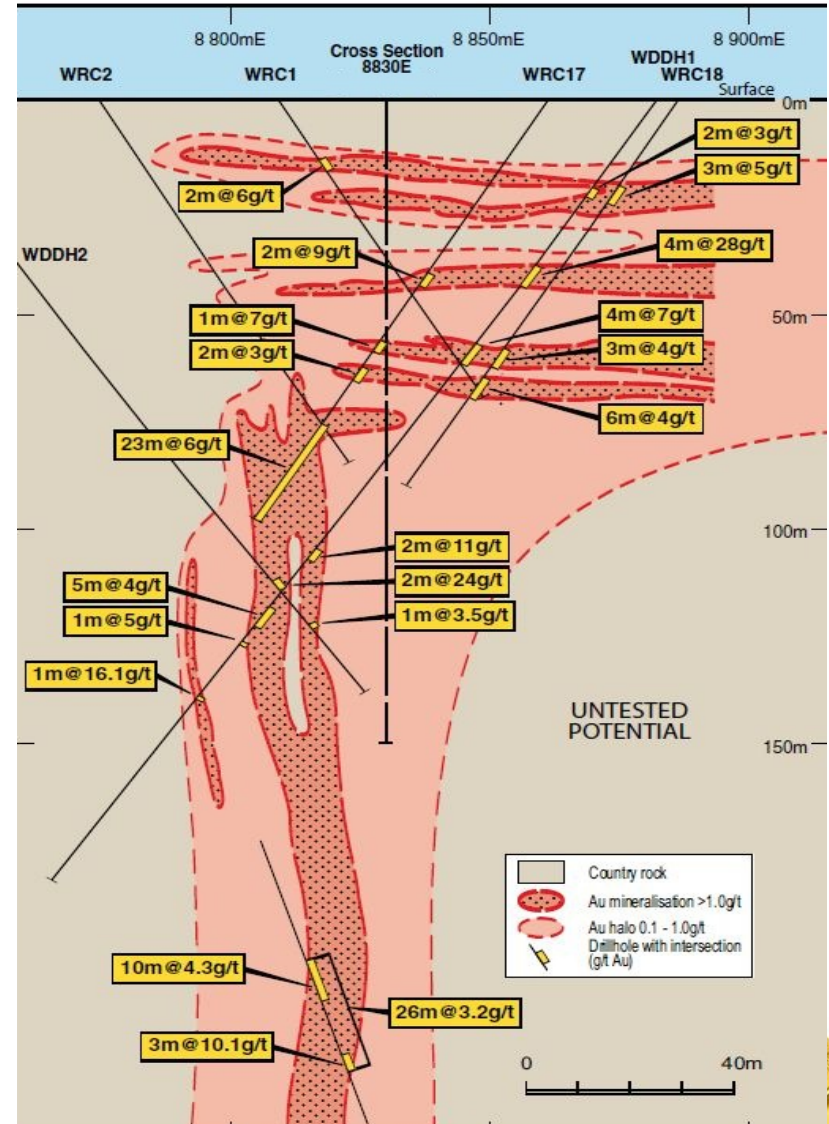 8 800mE
8 850mE
8 900mE
Cross Section
8830E
WRC2
WRC1
WRC17
WDDH1
WRC18
Surface
0m
2m@3g/t
3m@5g/t
2m@6g/t
4m@28g/t
2m@9g/t
WDDH2
1m@7g/t
4m@7g/t
50m
2m@3g/t
3m@4g/t
6m@4g/t
23m@6g/t
100m
2m@11g/t
5m@4g/t
2m@24g/t
1m@5g/t
1m@3.5g/t
1m@16.1g/t
UNTESTED
POTENTIAL
150m
Country rock
Au mineralisation >1.0g/t
Au halo 0.1 - 1.0g/t
Drillhole with intersection
(g/t Au)
10m@4.3g/t
26m@3.2g/t
3m@10.1g/t
0
40m